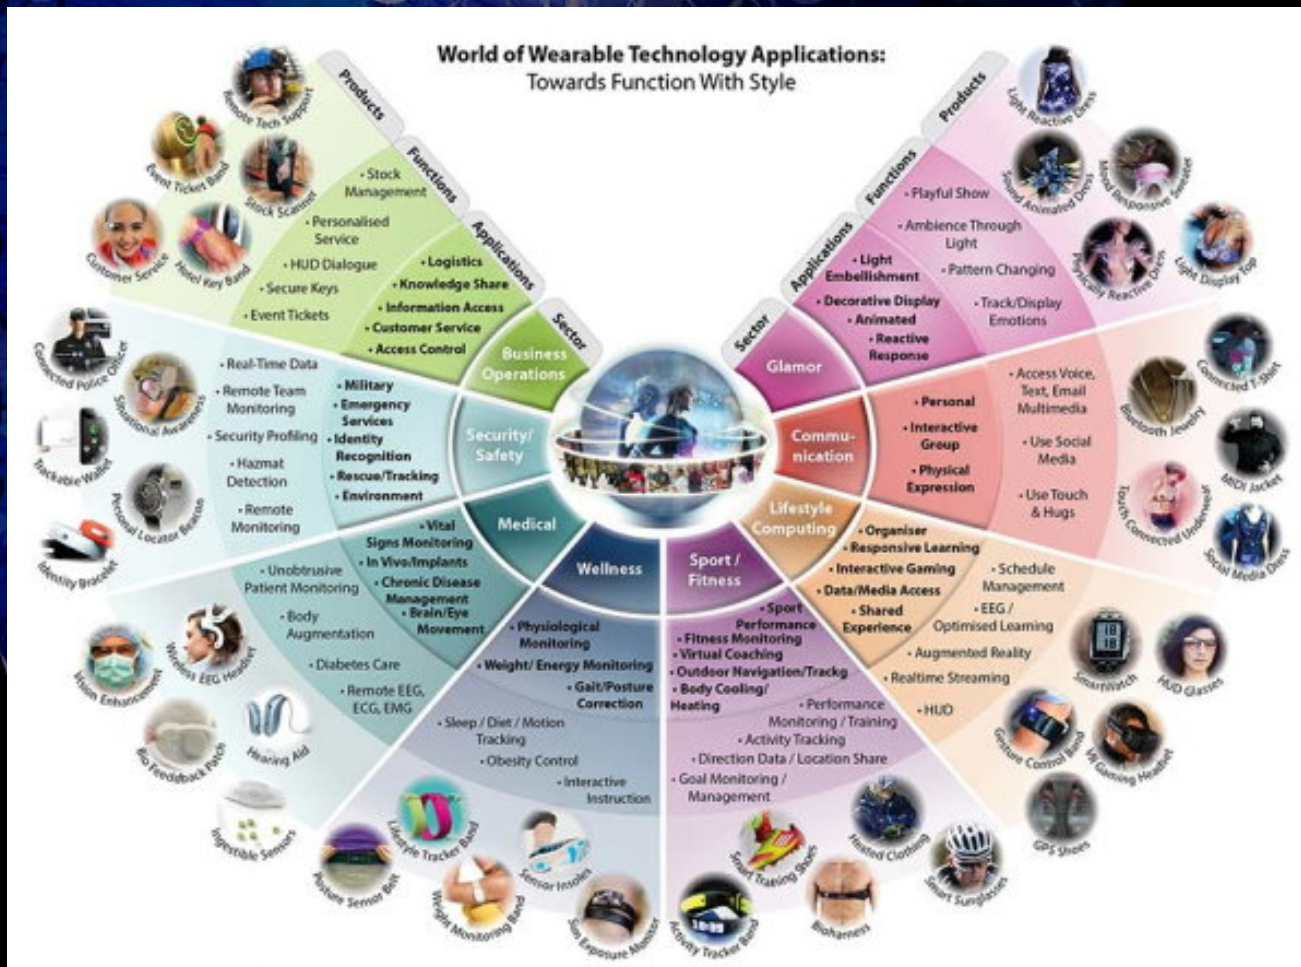 World of Wearable Technology Applications:
Towards Function With Style
Products
Functions
Applications
Sector
Remote Tech Support
Event Ticket Band
Stock Scanner
Customer Service
Hotel Key Band
• Stock
Management
• Personalised
Service
• HUD Dialogue
• Secure Keys
• Event Tickets
• Logistics
• Knowledge Share
• Information Access
• Customer Service
• Access Control
Business
Operations
Connected Police Officer
Situational Awareness
Trackable Wallet
Personal Locator Beacon
Identity Bracelet
• Real-Time Data
• Remote Team
Monitoring
• Security Profiling
• Hazmat
Detection
• Remote
Monitoring
• Military
• Emergency
Services
• Identity
Recognition
• Rescue/Tracking
• Environment
Security/
Safety
Vision Enhancement
Wireless EEG Headset
Bio Feedback Patch
Hearing Aid
Ingestible Sensors
• Unobtrusive
Patient Monitoring
• Body
Augmentation
• Diabetes Care
• Remote EEG,
ECG, EMG
• Vital
Signs Monitoring
• In Vivo/Implants
• Chronic Disease
Management
• Brain/Eye
Movement
Medical
Wellness
• Physiological
Monitoring
• Weight/ Energy Monitoring
• Gait/Posture
Correction
• Sleep / Diet / Motion
Tracking
• Obesity Control
• Interactive
Instruction
Posture Sensor Belt
Lifestyle Tracker Band
Weight Monitoring Band
Sensor Insoles
Sun Exposure Monitor
Sport /
Fitness
• Sport
Performance
• Fitness Monitoring
• Virtual Coaching
• Outdoor Navigation/Trackg
• Body Cooling/
Heating
• Performance
Monitoring / Training
• Activity Tracking
• Direction Data / Location Share
• Goal Monitoring /
Management
Activity Tracker Band
Smart Training Shoes
Bioharness
Heated Clothing
Smart Sunglasses
Lifestyle
Computing
• Organiser
• Responsive Learning
• Interactive Gaming
• Data/Media Access
• Shared
Experience
• Schedule
Management
• EEG /
Optimised Learning
• Augmented Reality
• Realtime Streaming
• HUD
SmartWatch
HUD Glasses
Gesture Control Band
VR Gaming Headset
GPS Shoes
Commu-
nication
• Personal
• Interactive
Group
• Physical
Expression
• Access Voice,
Text, Email
Multimedia
• Use Social
Media
• Use Touch
& Hugs
Connected T-Shirt
Bluetooth Jewelry
MIDI Jacket
Touch Connected Underwear
Social Media Dress
Products
Functions
Applications
Sector
Glamor
• Light
Embellishment
• Decorative Display
• Animated
• Reactive
Response
• Playful Show
• Ambience Through
Light
• Pattern Changing
• Track/Display
Emotions
Light Reactive Dress
Sound Animated Dress
Mood Responsive Sweater
Physically Reactive Dress
Light Display Top